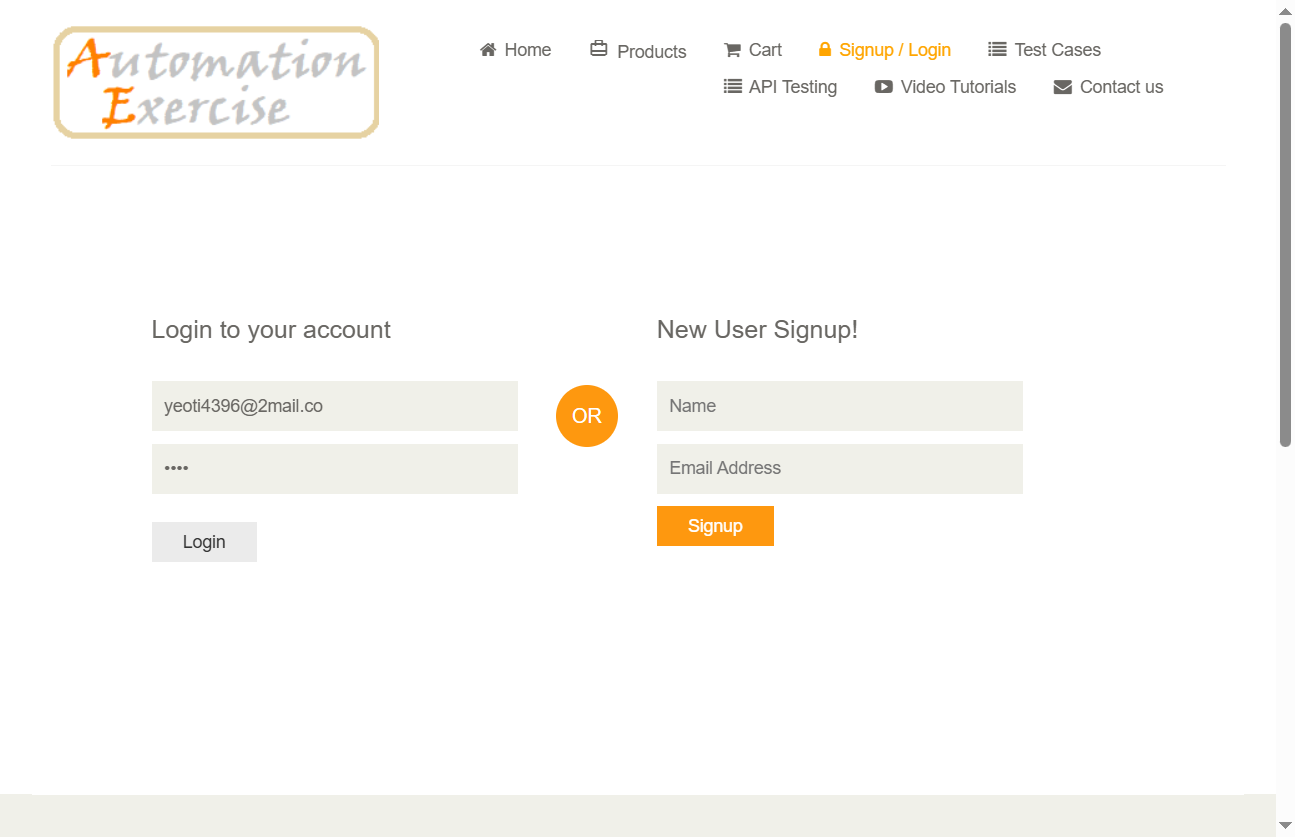 Automation
Exercise
Home
Products
Cart
Signup / Login
Test Cases
API Testing
Video Tutorials
Contact us
Login to your account
yeoti4396@2mail.co
••••
Login
OR
New User Signup!
Name
Email Address
Signup